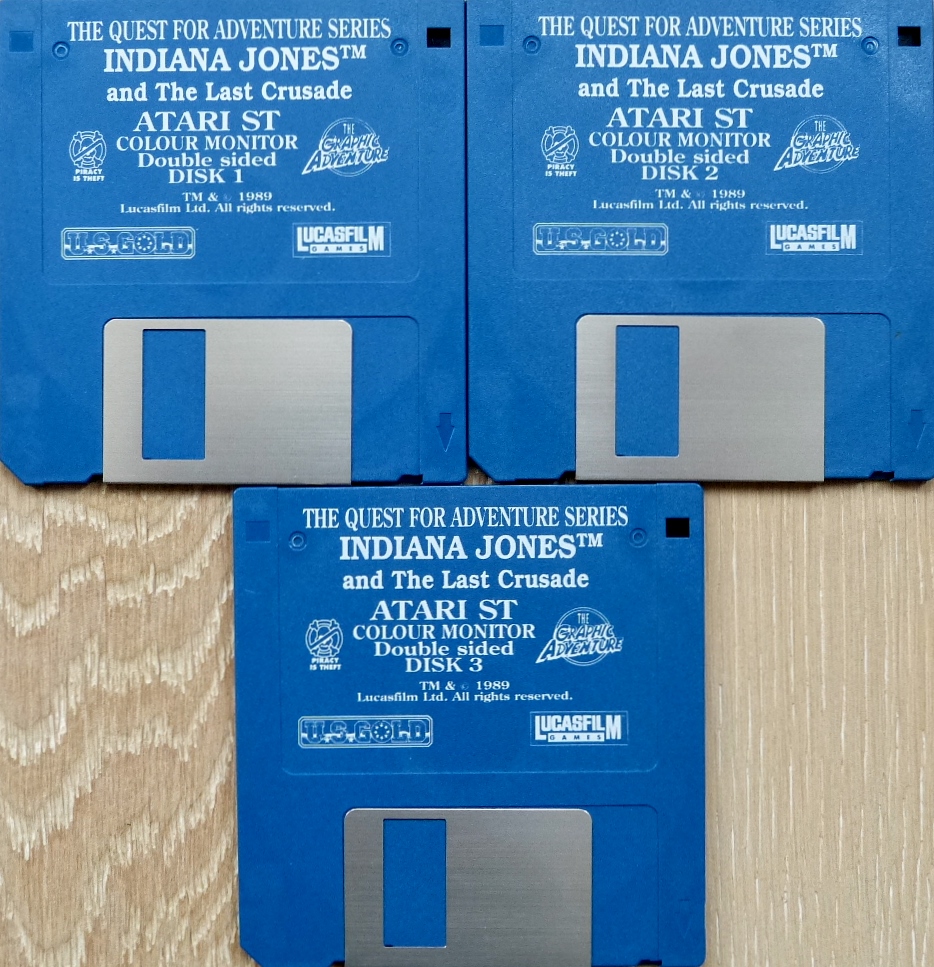 THE QUEST FOR ADVENTURE SERIES
INDIANA JONES™
and The Last Crusade
ATARI ST
COLOUR MONITOR
Double sided
DISK 1
PIRACY
IS THEFT
THE
GRAPHIC
ADVENTURE
TM & © 1989
Lucasfilm Ltd. All rights reserved.
U.S. GOLD
LUCASFILM
GAMES
THE QUEST FOR ADVENTURE SERIES
INDIANA JONES™
and The Last Crusade
ATARI ST
COLOUR MONITOR
Double sided
DISK 2
PIRACY
IS THEFT
THE
GRAPHIC
ADVENTURE
TM & © 1989
Lucasfilm Ltd. All rights reserved.
U.S. GOLD
LUCASFILM
GAMES
THE QUEST FOR ADVENTURE SERIES
INDIANA JONES™
and The Last Crusade
ATARI ST
COLOUR MONITOR
Double sided
DISK 3
PIRACY
IS THEFT
THE
GRAPHIC
ADVENTURE
TM & © 1989
Lucasfilm Ltd. All rights reserved.
U.S. GOLD
LUCASFILM
GAMES